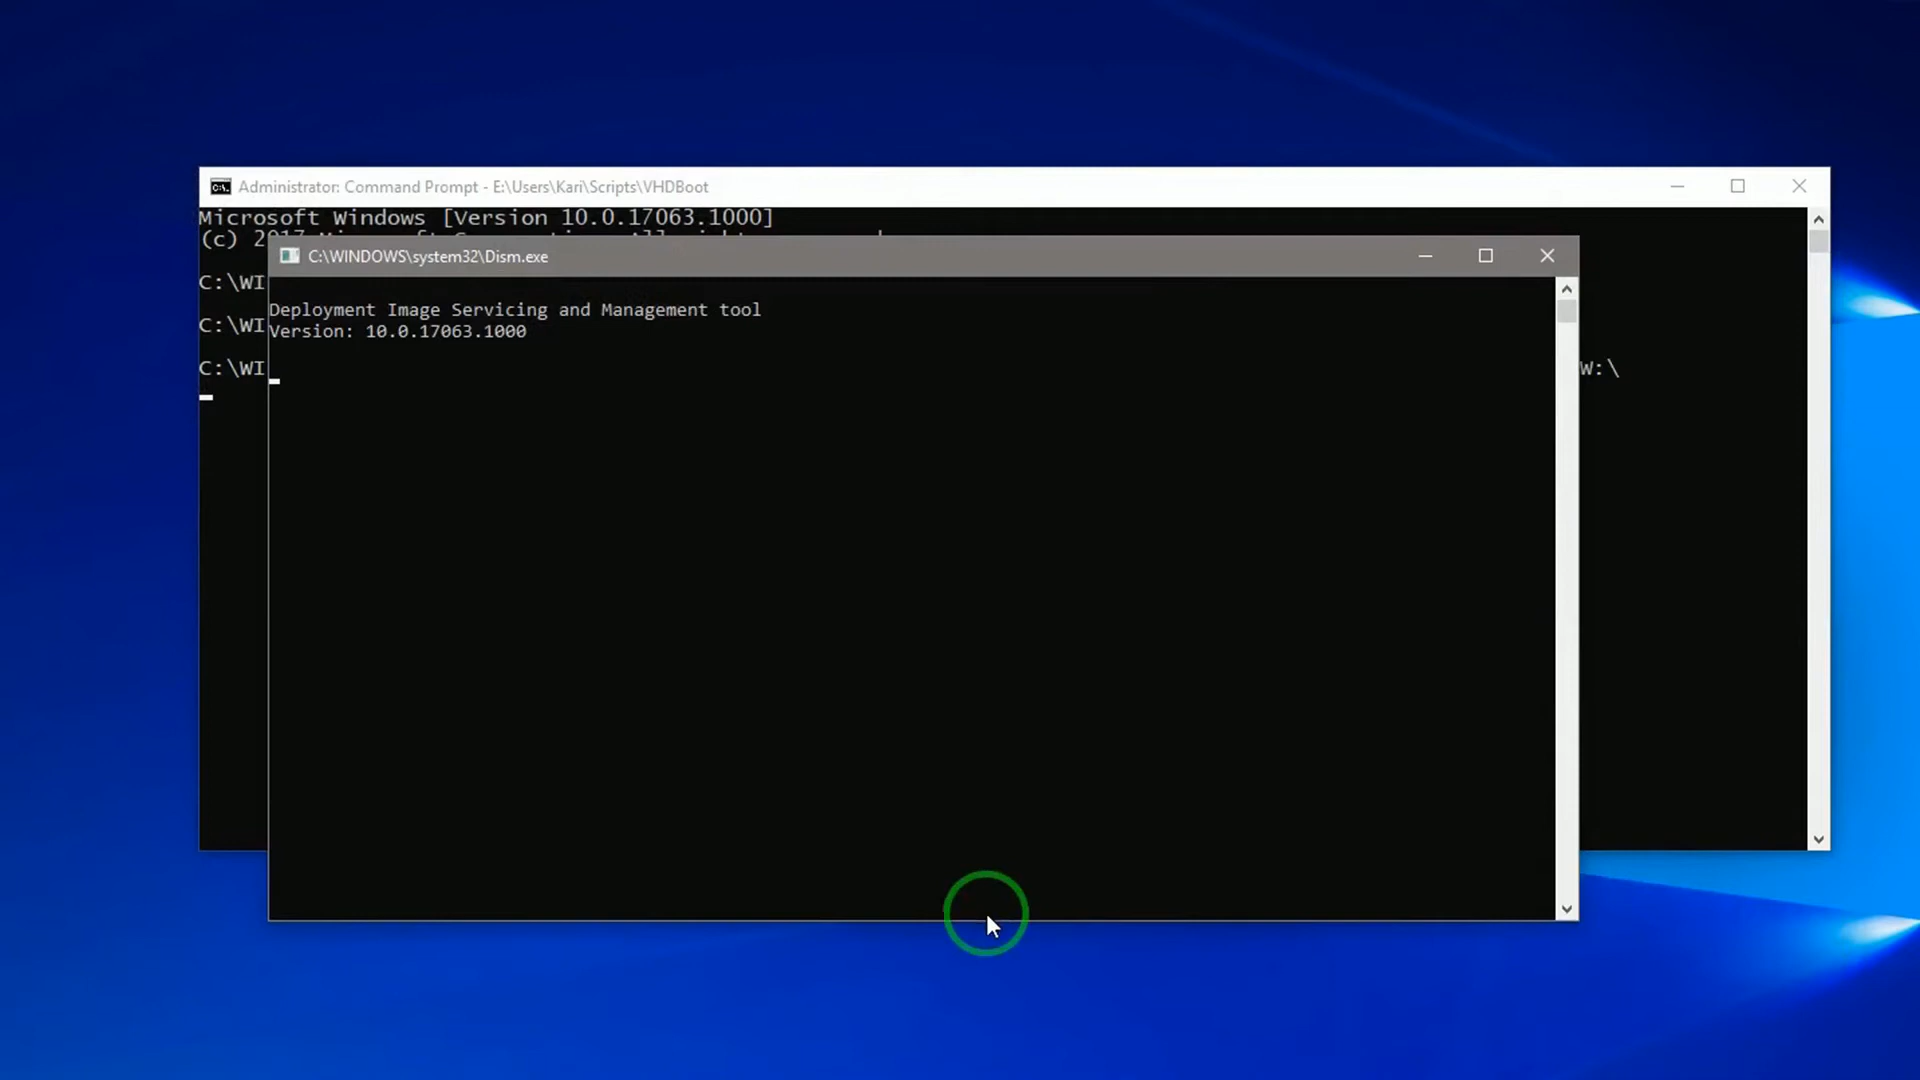 Administrator: Command Prompt - E:\Users\Kari\Scripts\VHDBoot
Microsoft Windows [Version 10.0.17063.1000]
(c) 2017 Microsoft
C:\WINDOWS\system32\Dism.exe
C:\WI
Deployment Image Servicing and Management tool
C:\WI
Version: 10.0.17063.1000
C:\WI
W:\